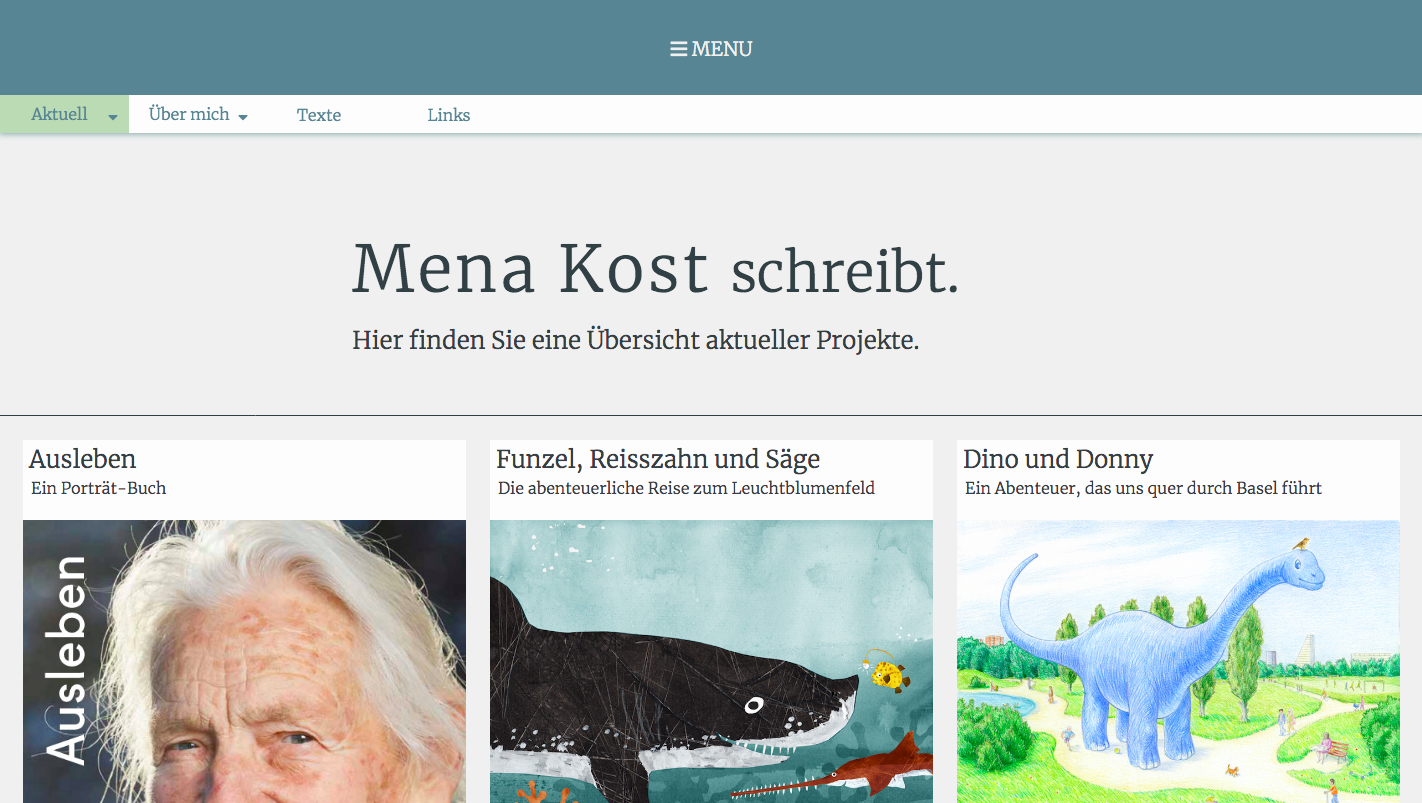 MENU
Aktuell
Über mich
Texte
Links
Mena Kost schreibt.
Hier finden Sie eine Übersicht aktueller Projekte.
Ausleben
Ein Porträt-Buch
Ausleben
Funzel, Reisszahn und Säge
Die abenteuerliche Reise zum Leuchtblumenfeld
Dino und Donny
Ein Abenteuer, das uns quer durch Basel führt